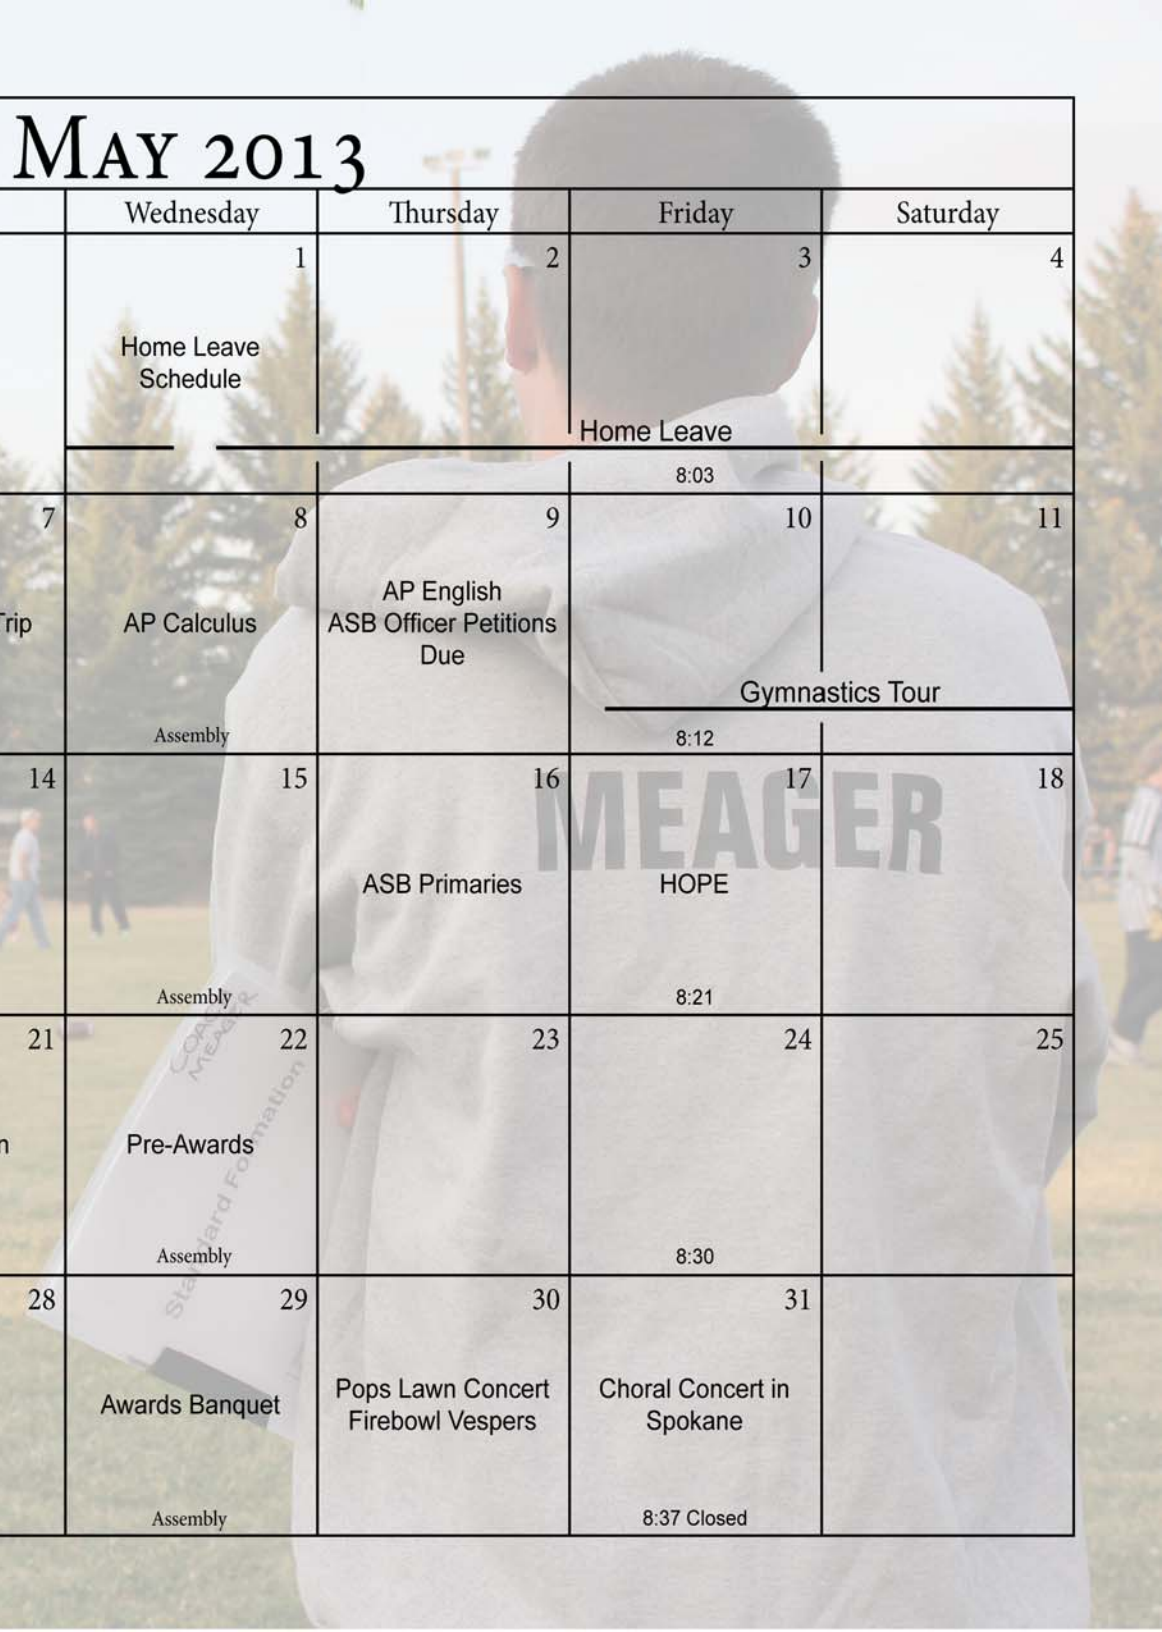 MAY 2013
Wednesday Thursday Friday Saturday
1 2 3 4
Home Leave
Schedule
Home Leave
8:03
7 8 9 10 11
Trip
AP Calculus
AP English
ASB Officer Petitions
Due
Gymnastics Tour
Assembly
8:12
14 15 16 17 18
MEAGER
ASB Primaries
HOPE
Assembly
8:21
COACH
MEAGER
Standard Formation
21 22 23 24 25
n
Pre-Awards
Assembly
8:30
28 29 30 31
Awards Banquet
Pops Lawn Concert
Firebowl Vespers
Choral Concert in
Spokane
Assembly
8:37 Closed